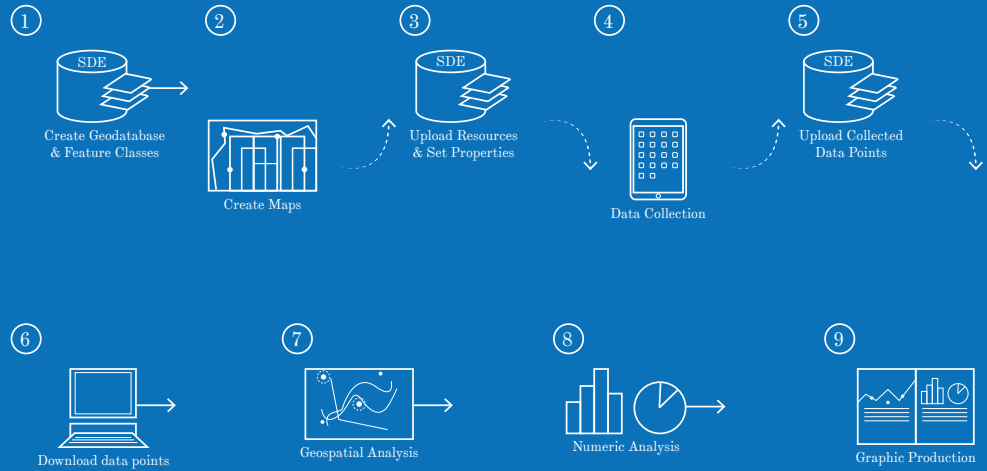 1
2
3
4
5
SDE
Create Geodatabase
& Feature Classes
Create Maps
SDE
Upload Resources
& Set Properties
Data Collection
SDE
Upload Collected
Data Points
6
7
8
9
Download data points
Geospatial Analysis
Numeric Analysis
Graphic Production